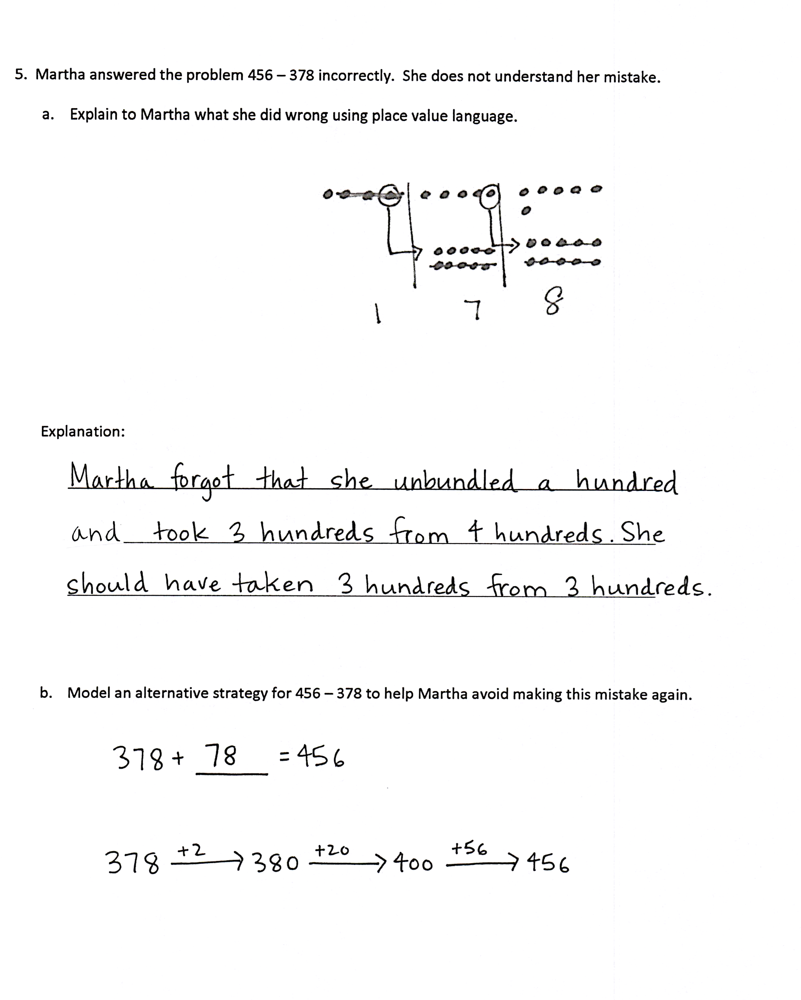 5. Martha answered the problem 456 – 378 incorrectly. She does not understand her mistake.
a. Explain to Martha what she did wrong using place value language.
1 7 8
Explanation:
Martha forgot that she unbundled a hundred
and took 3 hundreds from 4 hundreds. She
should have taken 3 hundreds from 3 hundreds.
b. Model an alternative strategy for 456 – 378 to help Martha avoid making this mistake again.
378 + 78 = 456
378 +2 → 380 +20 → 400 +56 → 456